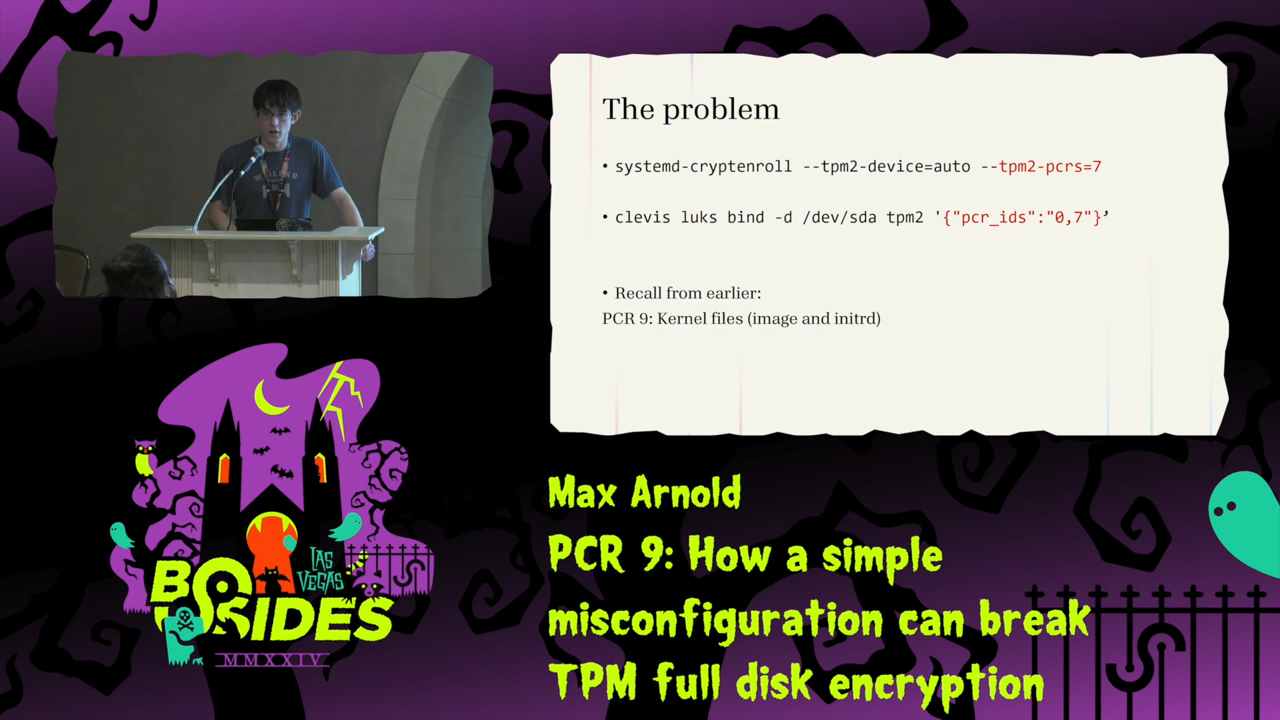 The problem
• systemd-cryptenroll --tpm2-device=auto --tpm2-pcrs=7
• clevis luks bind -d /dev/sda tpm2 '{"pcr_ids":"0,7"}’
• Recall from earlier:
PCR 9: Kernel files (image and initrd)
LAS
VEGAS
BSIDES
MMXXIV
Max Arnold
PCR 9: How a simple
misconfiguration can break
TPM full disk encryption